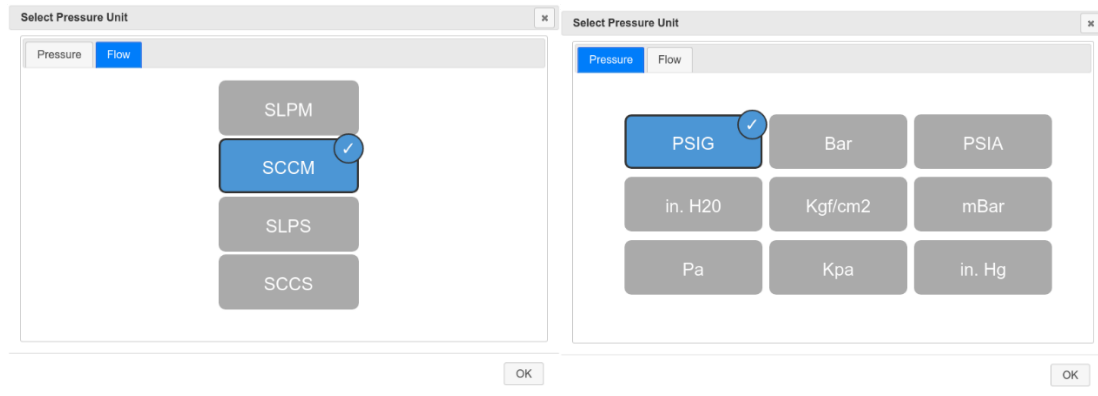 Select Pressure Unit
×
Pressure Flow
SLPM
SCCM ✓
SLPS
SCCS
OK
Select Pressure Unit
×
Pressure Flow
PSIG ✓ Bar PSIA
in. H20 Kgf/cm2 mBar
Pa Kpa in. Hg
OK